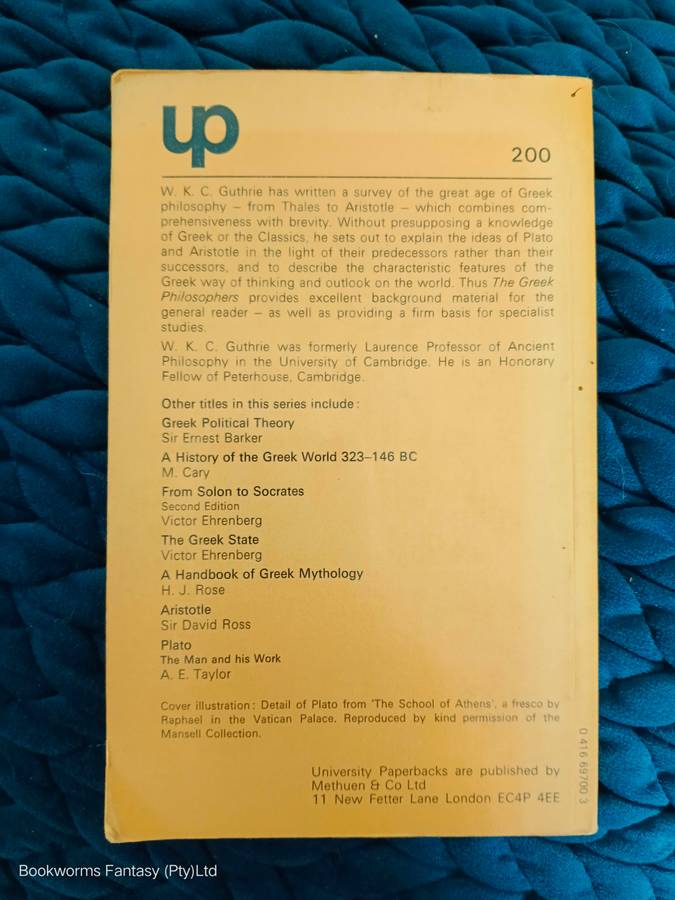 up
200
W. K. C. Guthrie has written a survey of the great age of Greek
philosophy – from Thales to Aristotle – which combines com-
prehensiveness with brevity. Without presupposing a knowledge
of Greek or the Classics, he sets out to explain the ideas of Plato
and Aristotle in the light of their predecessors rather than their
successors, and to describe the characteristic features of the
Greek way of thinking and outlook on the world. Thus The Greek
Philosophers provides excellent background material for the
general reader – as well as providing a firm basis for specialist
studies.
W. K. C. Guthrie was formerly Laurence Professor of Ancient
Philosophy in the University of Cambridge. He is an Honorary
Fellow of Peterhouse, Cambridge.
Other titles in this series include:
Greek Political Theory
Sir Ernest Barker
A History of the Greek World 323–146 BC
M. Cary
From Solon to Socrates
Second Edition
Victor Ehrenberg
The Greek State
Victor Ehrenberg
A Handbook of Greek Mythology
H. J. Rose
Aristotle
Sir David Ross
Plato
The Man and his Work
A. E. Taylor
Cover illustration: Detail of Plato from 'The School of Athens', a fresco by
Raphael in the Vatican Palace. Reproduced by kind permission of the
Mansell Collection.
University Paperbacks are published by
Methuen & Co Ltd
11 New Fetter Lane London EC4P 4EE
0 416 69700 3
Bookworms Fantasy (Pty)Ltd